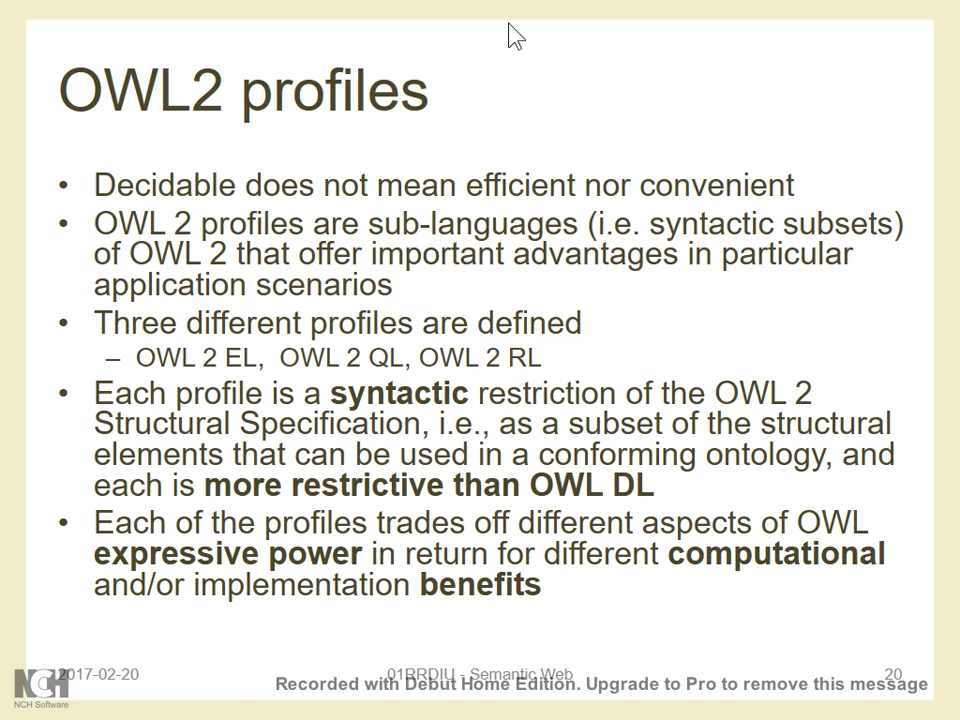 OWL2 profiles
• Decidable does not mean efficient nor convenient
• OWL 2 profiles are sub-languages (i.e. syntactic subsets)
of OWL 2 that offer important advantages in particular
application scenarios
• Three different profiles are defined
– OWL 2 EL,  OWL 2 QL, OWL 2 RL
• Each profile is a syntactic restriction of the OWL 2
Structural Specification, i.e., as a subset of the structural
elements that can be used in a conforming ontology, and
each is more restrictive than OWL DL
• Each of the profiles trades off different aspects of OWL
expressive power in return for different computational
and/or implementation benefits
2017-02-20
01RRDIU - Semantic Web
20
Recorded with Debut Home Edition. Upgrade to Pro to remove this message
NCH
NCH Software